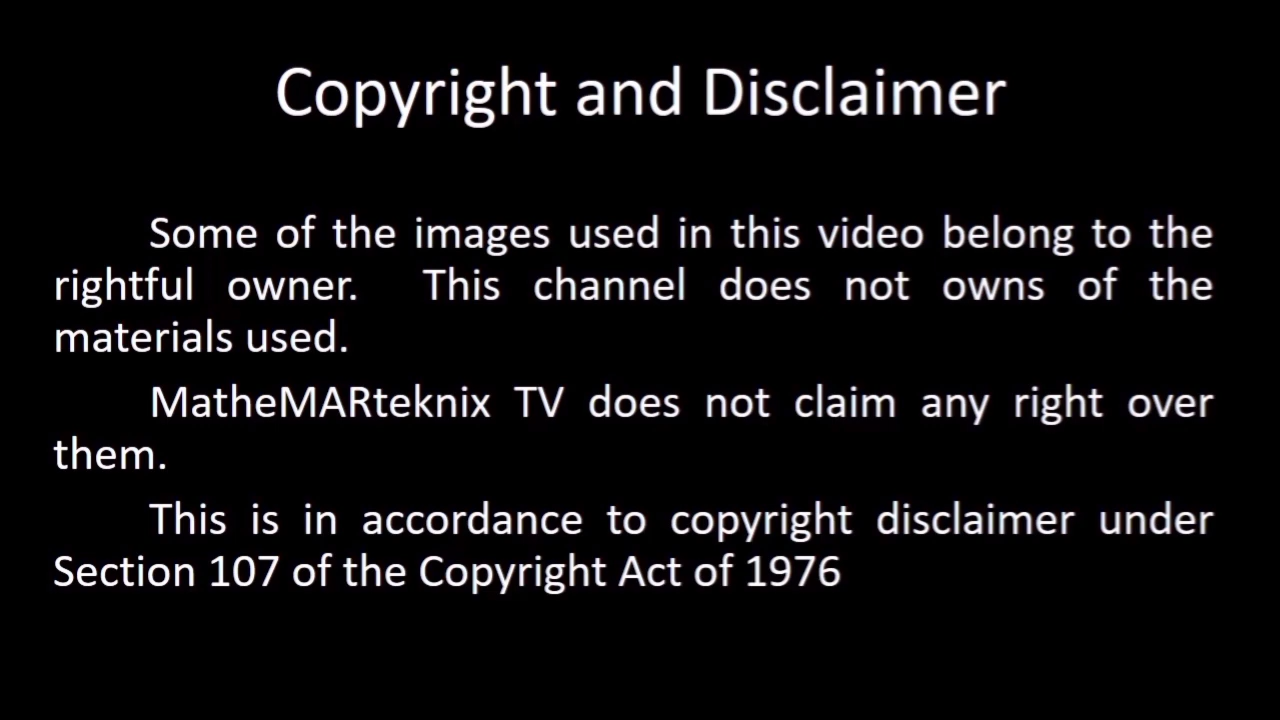 Copyright and Disclaimer
Some of the images used in this video belong to the
rightful owner. This channel does not owns of the
materials used.
MatheMARteknix TV does not claim any right over
them.
This is in accordance to copyright disclaimer under
Section 107 of the Copyright Act of 1976